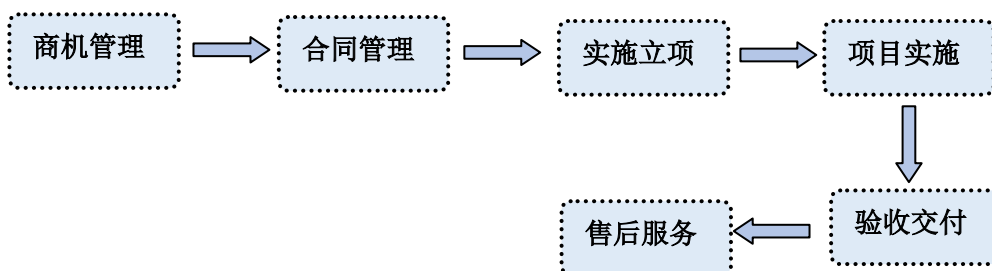 商机管理
合同管理
实施立项
项目实施
验收交付
售后服务